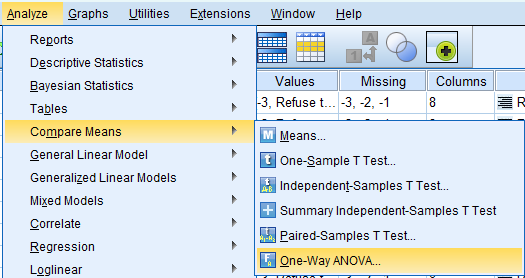 Analyze Graphs Utilities Extensions Window Help
Reports
Descriptive Statistics
Bayesian Statistics
Tables
Compare Means
General Linear Model
Generalized Linear Models
Mixed Models
Correlate
Regression
Loglinear
Values Missing Columns
-3, Refuse t... -3, -2, -1 8
Means...
One-Sample T Test...
Independent-Samples T Test...
Summary Independent-Samples T Test
Paired-Samples T Test...
One-Way ANOVA...